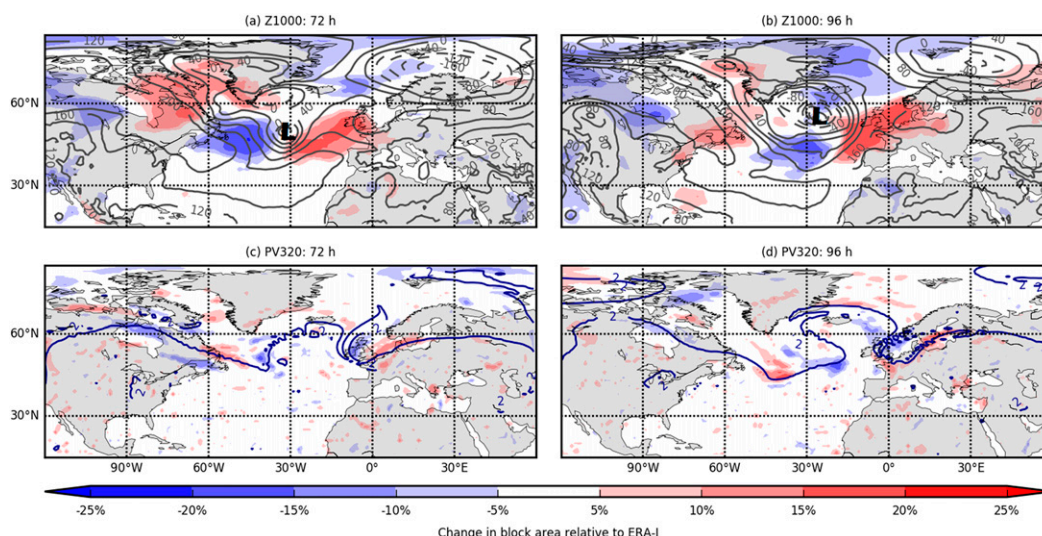 (a) Z1000: 72 h
(b) Z1000: 96 h
60°N
30°N
L
L
(c) PV320: 72 h
(d) PV320: 96 h
60°N
30°N
90°W 60°W 30°W 0° 30°E
90°W 60°W 30°W 0° 30°E
-25% -20% -15% -10% -5% 5% 10% 15% 20% 25%
Change in block area relative to ERA-I